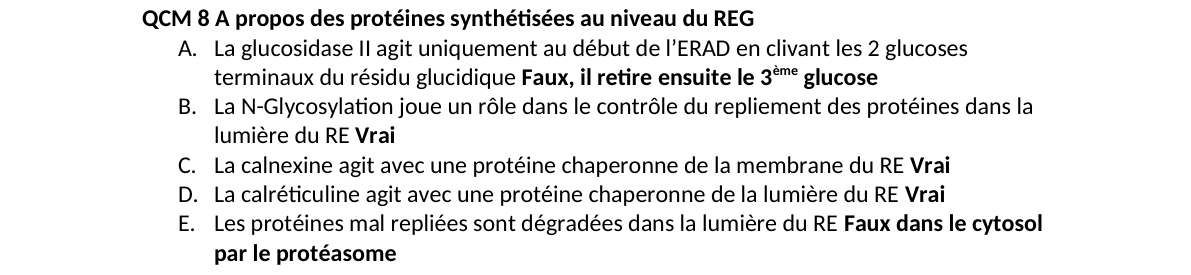 QCM 8 A propos des protéines synthétisées au niveau du REG
A. La glucosidase II agit uniquement au début de l’ERAD en clivant les 2 glucoses
terminaux du résidu glucidique Faux, il retire ensuite le 3ème glucose
B. La N-Glycosylation joue un rôle dans le contrôle du repliement des protéines dans la
lumière du RE Vrai
C. La calnexine agit avec une protéine chaperonne de la membrane du RE Vrai
D. La calréticuline agit avec une protéine chaperonne de la lumière du RE Vrai
E. Les protéines mal repliées sont dégradées dans la lumière du RE Faux dans le cytosol
par le protéasome